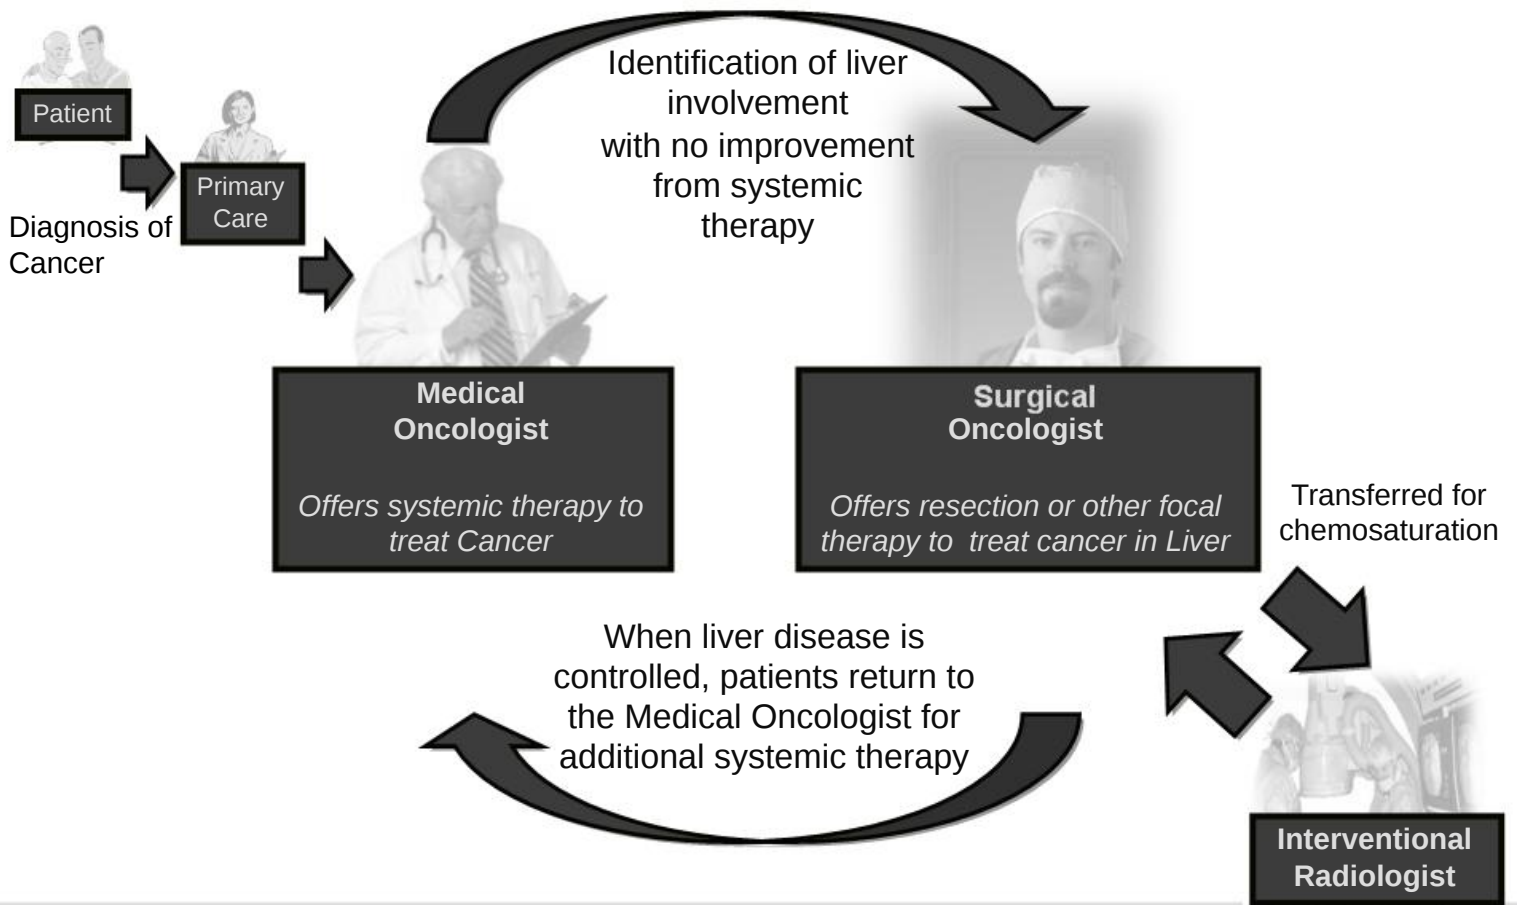 Patient
Primary
Care
Diagnosis of
Cancer
Identification of liver
involvement
with no improvement
from systemic
therapy
Medical
Oncologist
Offers systemic therapy to
treat Cancer
Surgical
Oncologist
Offers resection or other focal
therapy to  treat cancer in Liver
Transferred for
chemosaturation
When liver disease is
controlled, patients return to
the Medical Oncologist for
additional systemic therapy
Interventional
Radiologist